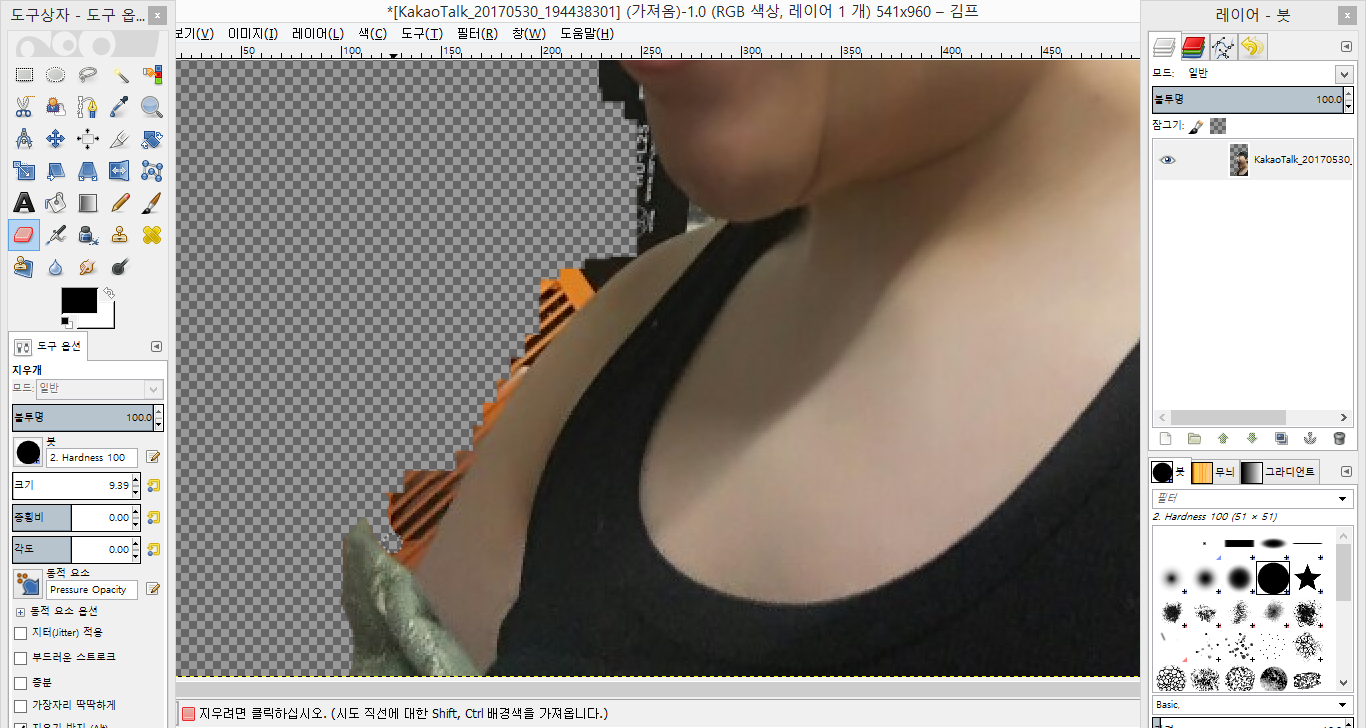 도구상자 - 도구 옵...
*[KakaoTalk_20170530_194438301] (가져옴)-1.0 (RGB 색상, 레이어 1 개) 541x960 – 김프
레이어 - 붓
보기(V) 이미지(I) 레이어(L) 색(C) 도구(T) 필터(R) 창(W) 도움말(H)
50 100 150 200 250 300 350 400 450
모드: 일반
불투명 100.0
잠그기:
KakaoTalk_20170530_
도구 옵션
지우개
모드: 일반
불투명 100.0
붓
2. Hardness 100
크기 9.39
종횡비 0.00
각도 0.00
동적 요소
Pressure Opacity
동적 요소 옵션
지터(Jitter) 적용
부드러운 스트로크
증분
가장자리 딱딱하게
지우기 방지 (Alt)
붓 무늬 그라디언트
필터
2. Hardness 100 (51 × 51)
Basic,
지우려면 클릭하십시오. (시도 직선에 대한 Shift, Ctrl 배경색을 가져옵니다.)